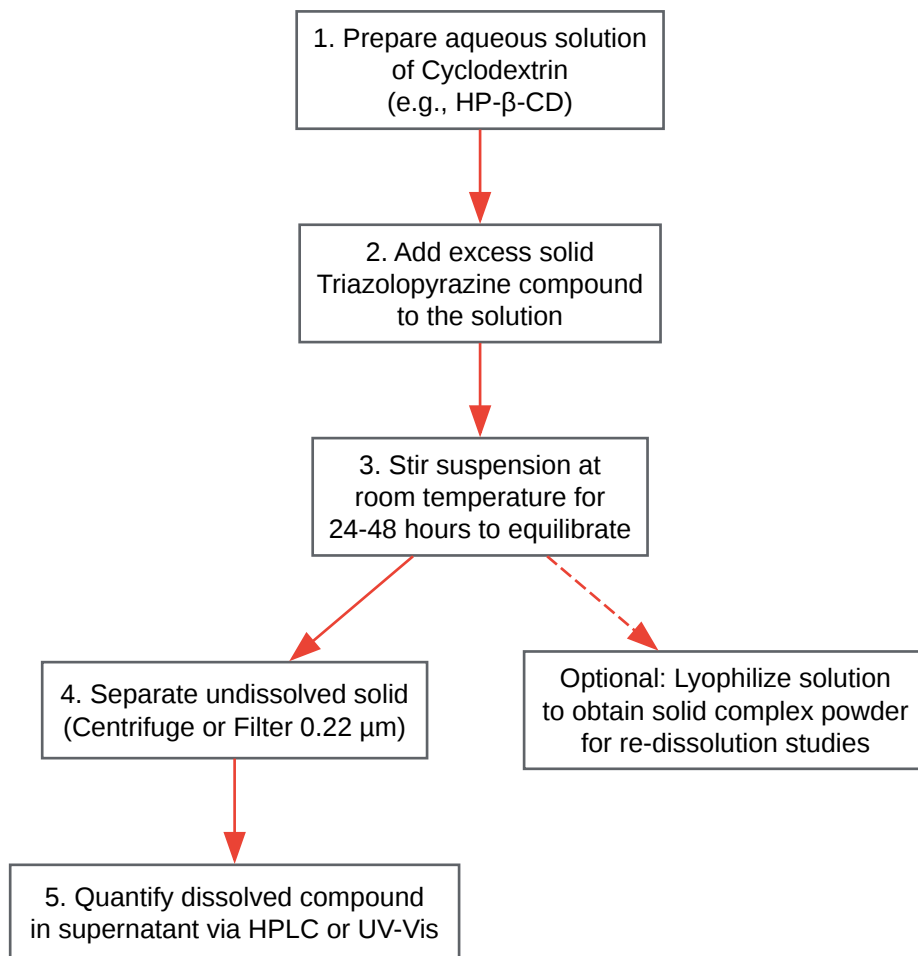 1. Prepare aqueous solution
of Cyclodextrin
(e.g., HP-β-CD)
2. Add excess solid
Triazolopyrazine compound
to the solution
3. Stir suspension at
room temperature for
24-48 hours to equilibrate
4. Separate undissolved solid
(Centrifuge or Filter 0.22 µm)
Optional: Lyophilize solution
to obtain solid complex powder
for re-dissolution studies
5. Quantify dissolved compound
in supernatant via HPLC or UV-Vis